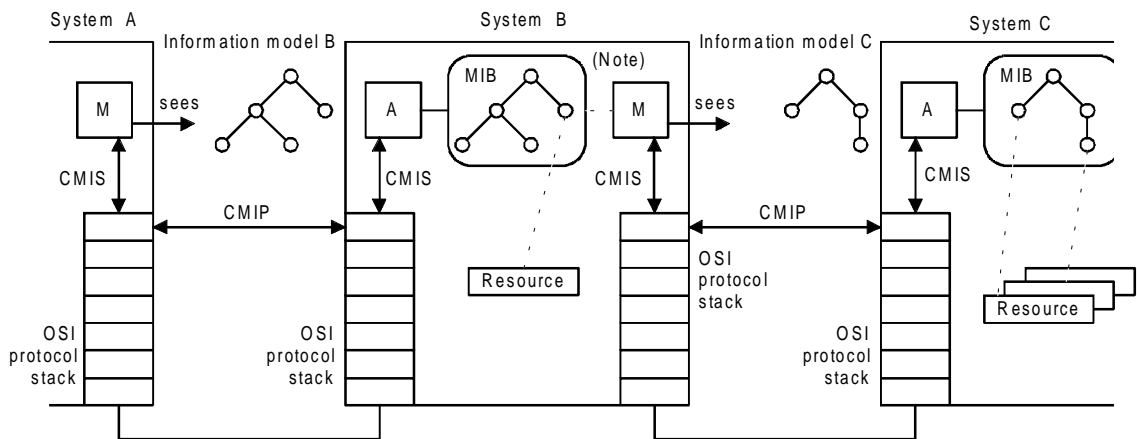 System A
System B
System C
Information model B
(Note)
Information model C
MIB
MIB
M
sees
A
M
sees
A
CMIS
CMIS
CMIS
CMIS
CMIP
CMIP
Resource
OSI
protocol
stack
Resource
OSI
protocol
stack
OSI
protocol
stack
OSI
protocol
stack